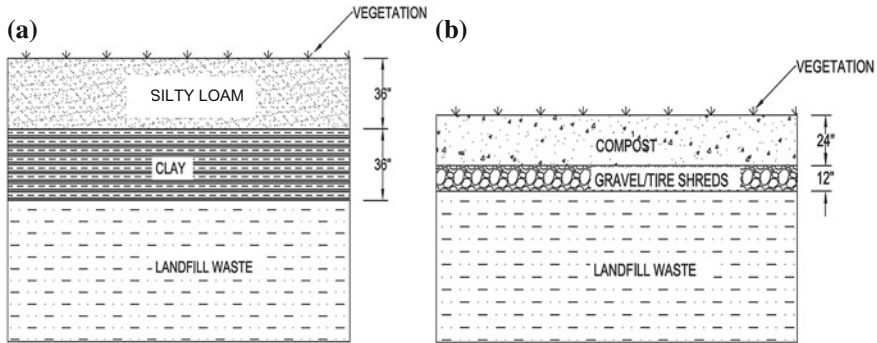 (a)
VEGETATION
SILTY LOAM
36"
CLAY
36"
LANDFILL WASTE
(b)
VEGETATION
COMPOST
24"
GRAVEL/TIRE SHREDS
12"
LANDFILL WASTE